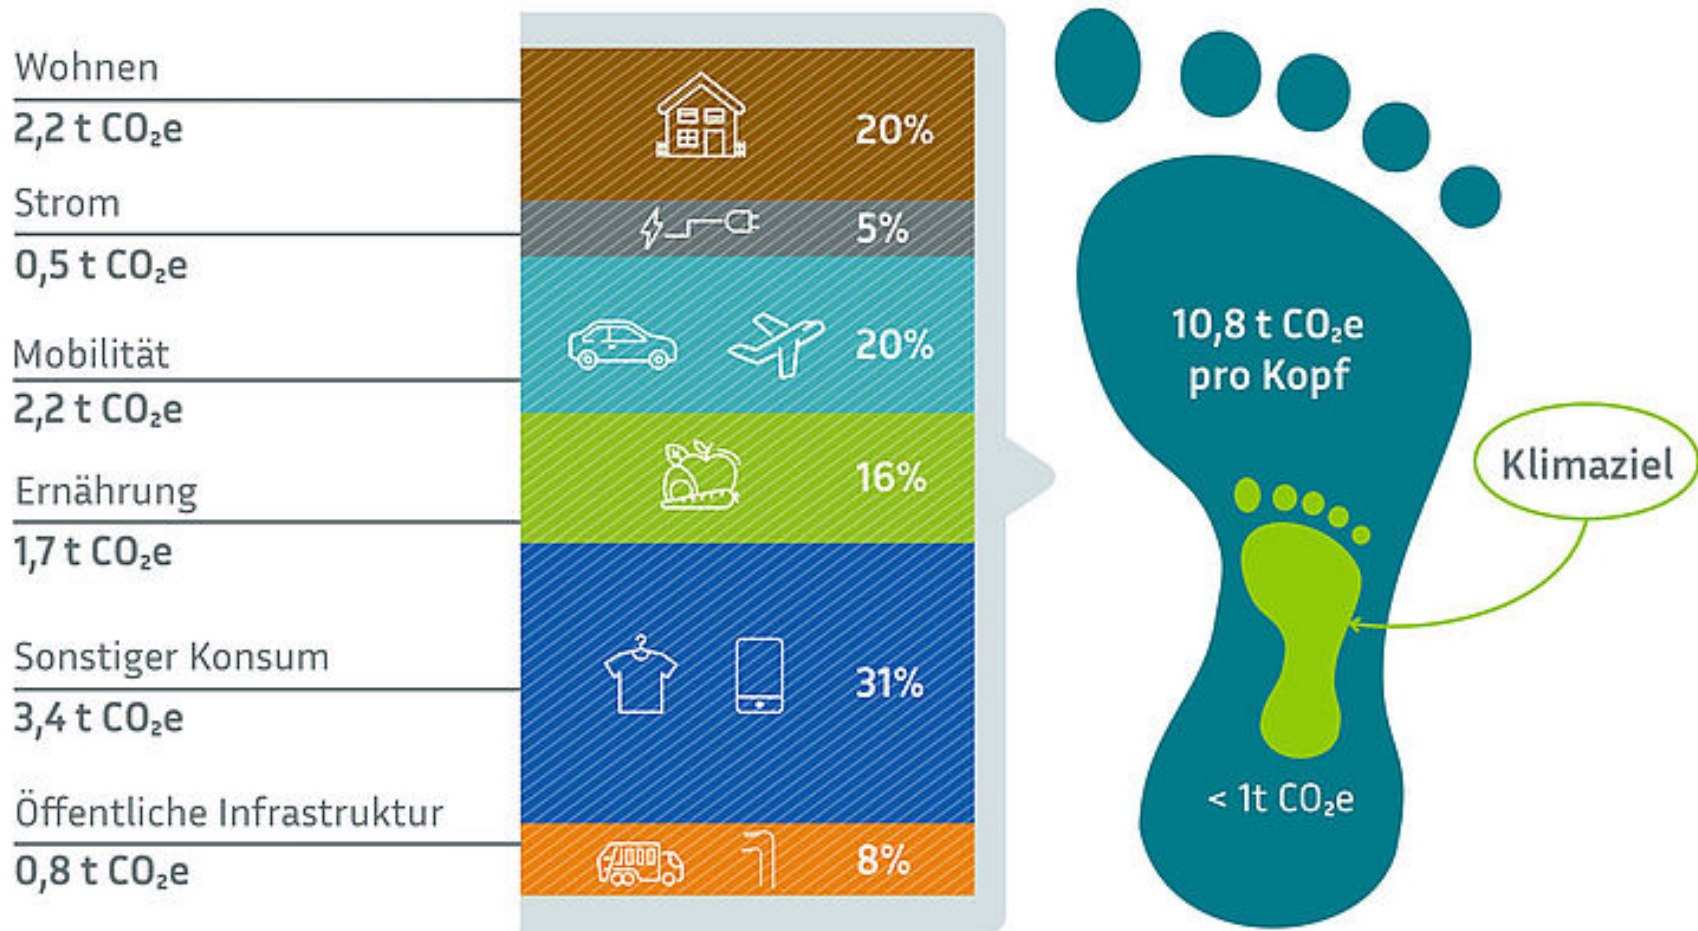 Wohnen
2,2 t CO₂e
Strom
0,5 t CO₂e
Mobilität
2,2 t CO₂e
Ernährung
1,7 t CO₂e
Sonstiger Konsum
3,4 t CO₂e
Öffentliche Infrastruktur
0,8 t CO₂e
20%
5%
20%
16%
31%
8%
10,8 t CO₂e
pro Kopf
Klimaziel
< 1t CO₂e